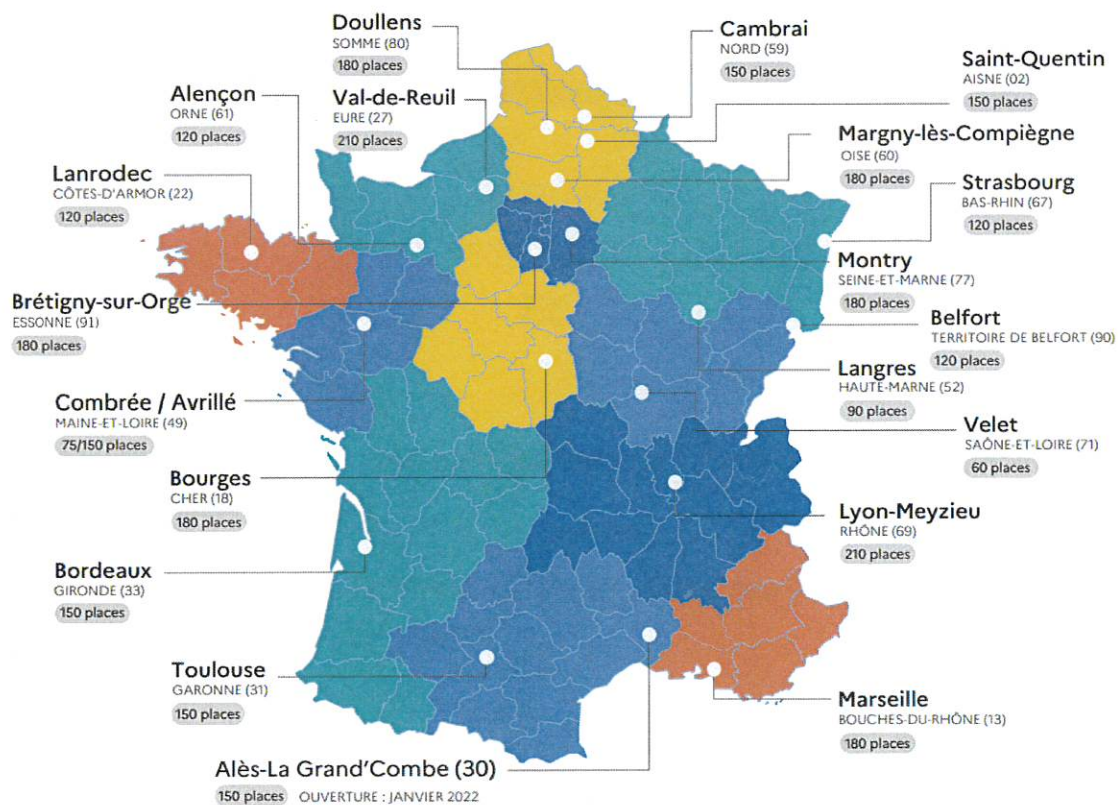 Doullens
SOMME (80)
180 places
Cambrai
NORD (59)
150 places
Saint-Quentin
AISNE (02)
150 places
Alençon
ORNE (61)
120 places
Val-de-Reuil
EURE (27)
210 places
Margny-lès-Compiègne
OISE (60)
180 places
Lanrodec
CÔTES-D'ARMOR (22)
120 places
Strasbourg
BAS-RHIN (67)
120 places
Montry
SEINE-ET-MARNE (77)
180 places
Brétigny-sur-Orge
ESSONNE (91)
180 places
Belfort
TERRITOIRE DE BELFORT (90)
120 places
Langres
HAUTE-MARNE (52)
90 places
Combrée / Avrillé
MAINE-ET-LOIRE (49)
75/150 places
Velet
SAÔNE-ET-LOIRE (71)
60 places
Bourges
CHER (18)
180 places
Lyon-Meyzieu
RHÔNE (69)
210 places
Bordeaux
GIRONDE (33)
150 places
Toulouse
GARONNE (31)
150 places
Marseille
BOUCHES-DU-RHÔNE (13)
180 places
Alès-La Grand'Combe (30)
150 places OUVERTURE : JANVIER 2022